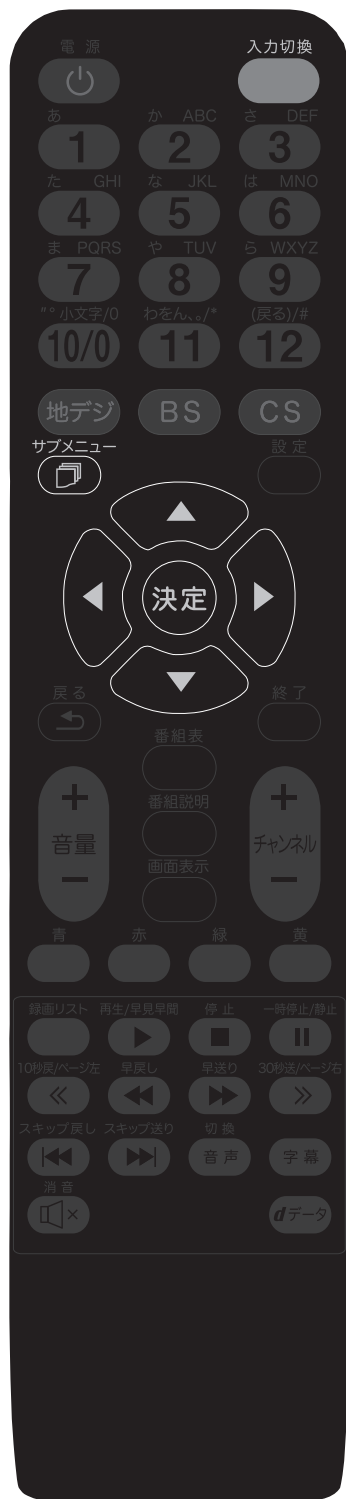 電源 入力切換
あ か ABC さ DEF
1 2 3
た GHI な JKL は MNO
4 5 6
ま PQRS や TUV ら WXYZ
7 8 9
"° 小文字/0 わをん、。/* (戻る)/#
10/0 11 12
地デジ BS CS
サブメニュー 設定
決定
戻る 終了
番組表
+ +
番組説明
音量 チャンネル
画面表示
− −
青 赤 緑 黄
録画リスト 再生/早見早聞 停止 一時停止/静止
10秒戻/ページ左 早戻し 早送り 30秒送/ページ右
スキップ戻し スキップ送り 切換
音声 字幕
消音
dデータ